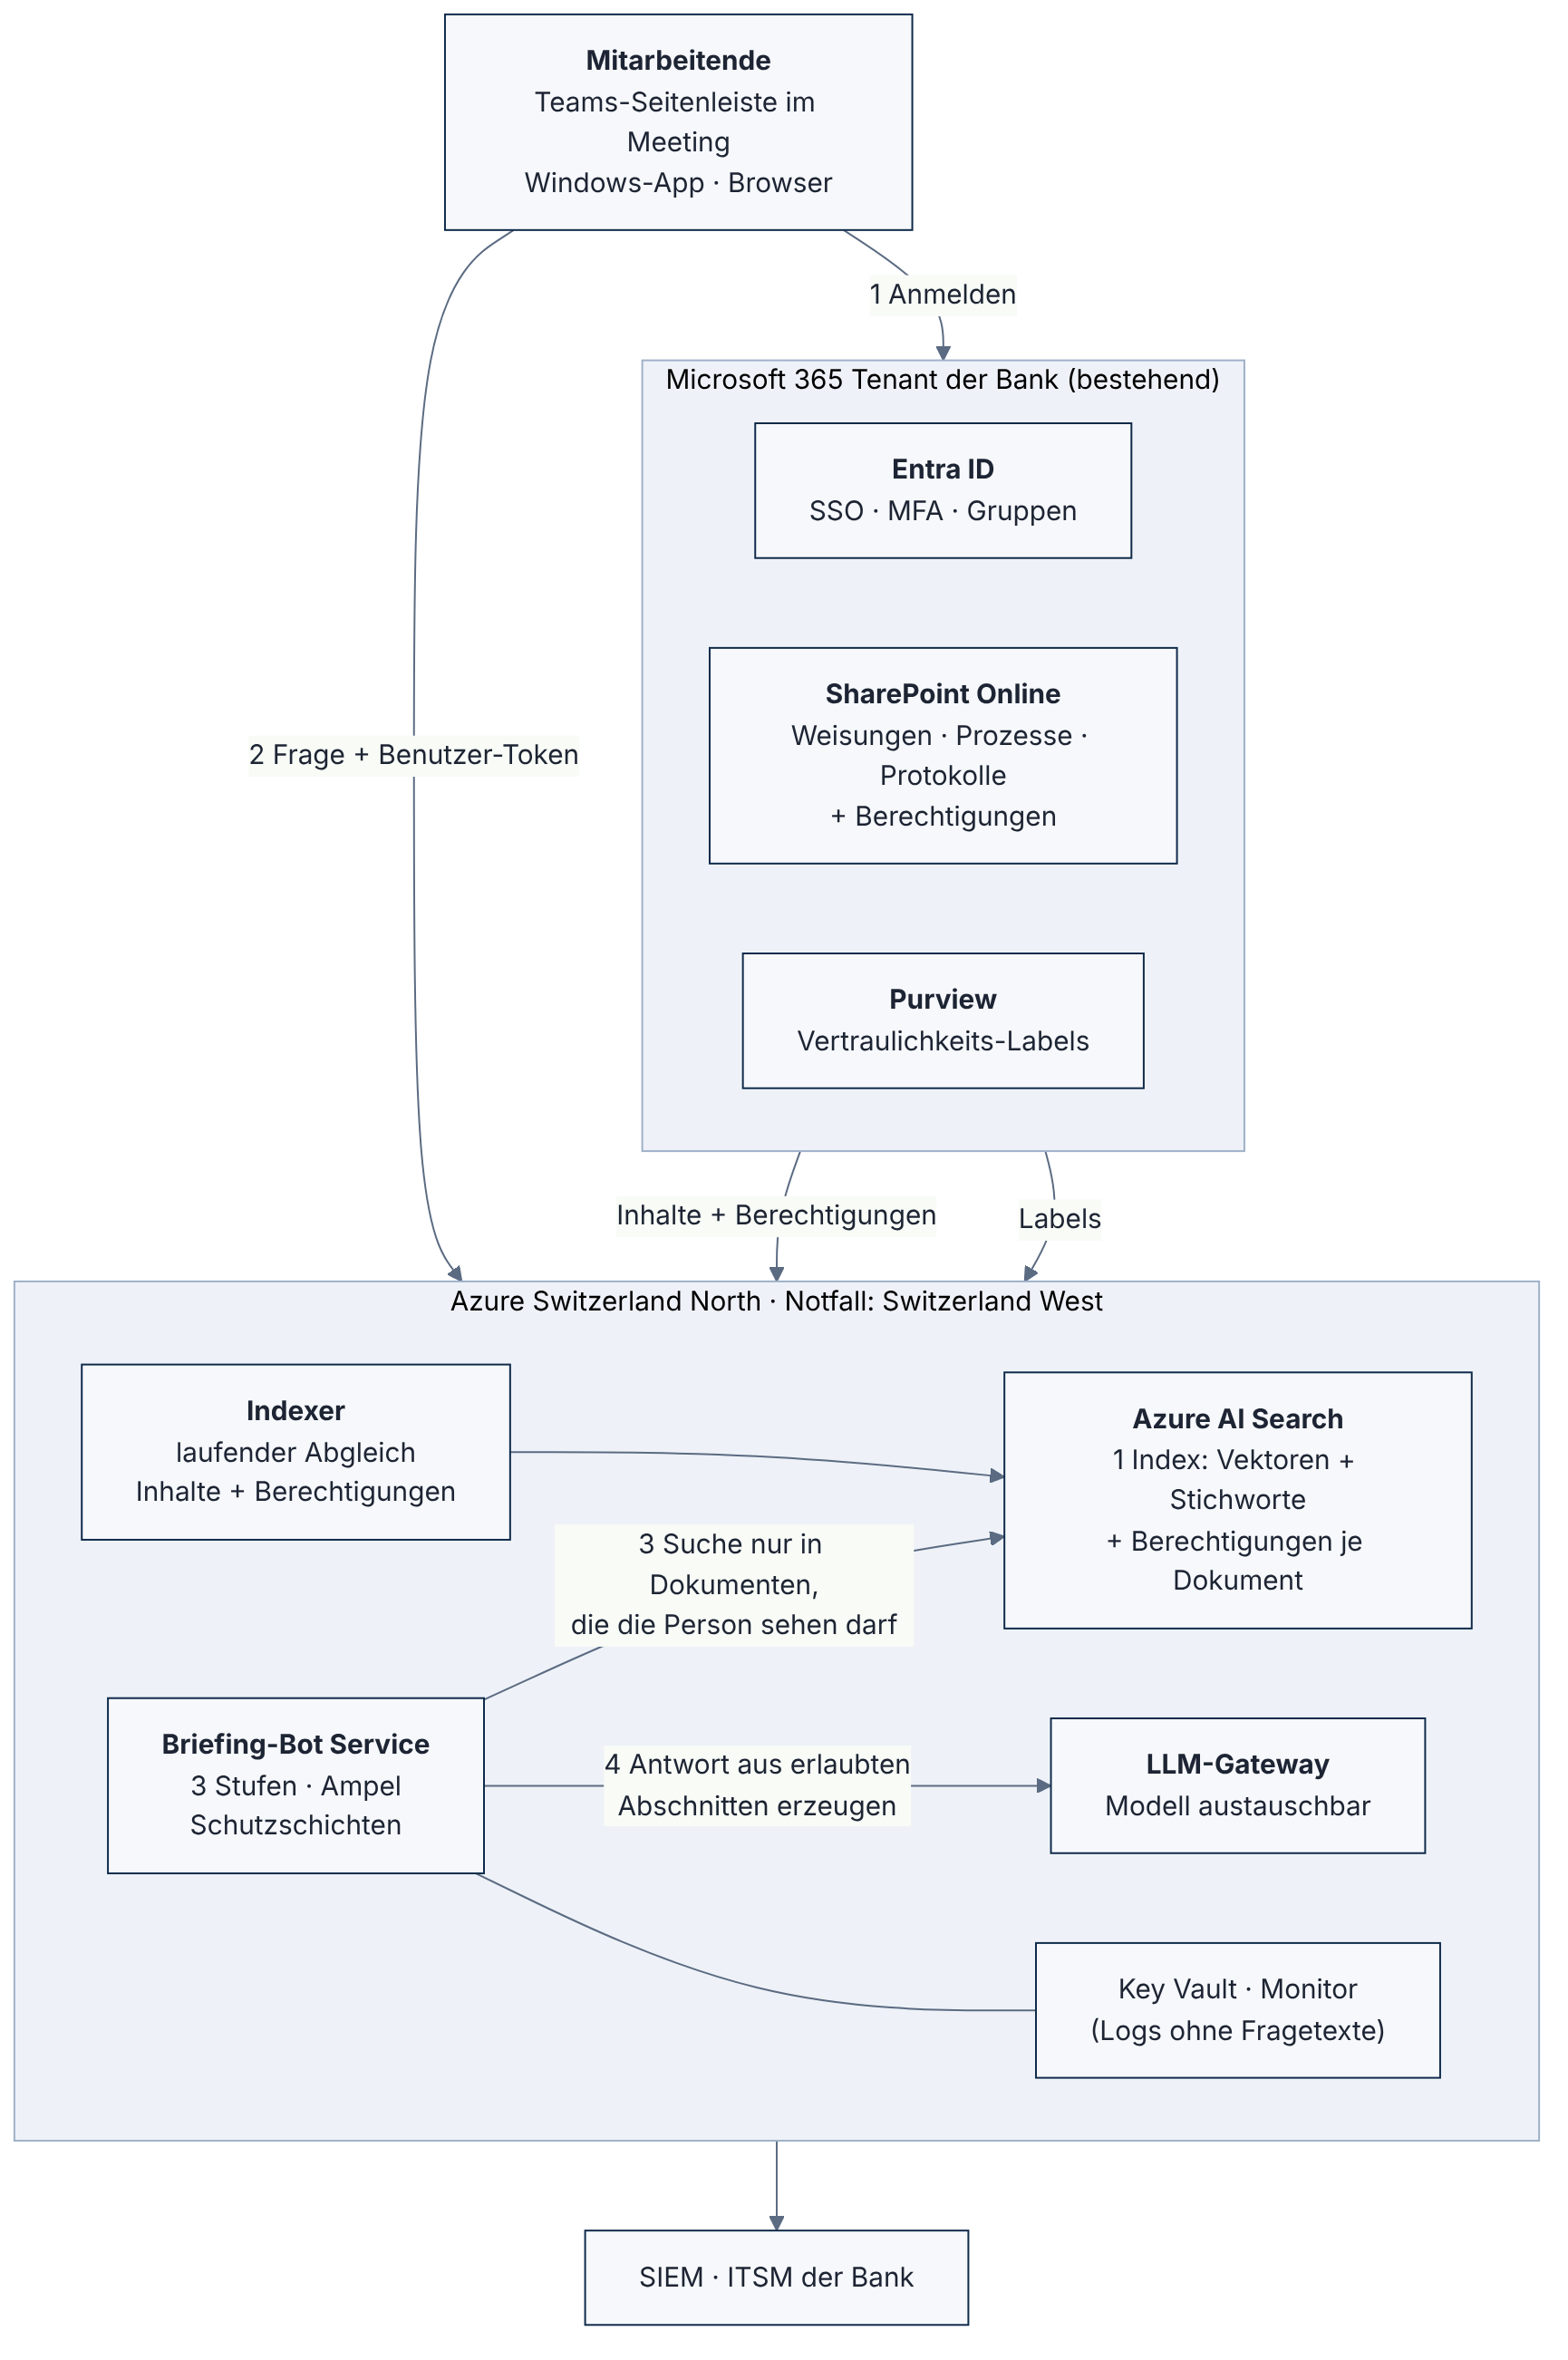 Mitarbeitende
Teams-Seitenleiste im
Meeting
Windows-App · Browser
1 Anmelden
Microsoft 365 Tenant der Bank (bestehend)
Entra ID
SSO · MFA · Gruppen
SharePoint Online
Weisungen · Prozesse ·
Protokolle
+ Berechtigungen
2 Frage + Benutzer-Token
Purview
Vertraulichkeits-Labels
Inhalte + Berechtigungen
Labels
Azure Switzerland North · Notfall: Switzerland West
Indexer
laufender Abgleich
Inhalte + Berechtigungen
Azure AI Search
1 Index: Vektoren +
Stichworte
+ Berechtigungen je
Dokument
3 Suche nur in
Dokumenten,
die die Person sehen darf
Briefing-Bot Service
3 Stufen · Ampel
Schutzschichten
4 Antwort aus erlaubten
Abschnitten erzeugen
LLM-Gateway
Modell austauschbar
Key Vault · Monitor
(Logs ohne Fragetexte)
SIEM · ITSM der Bank